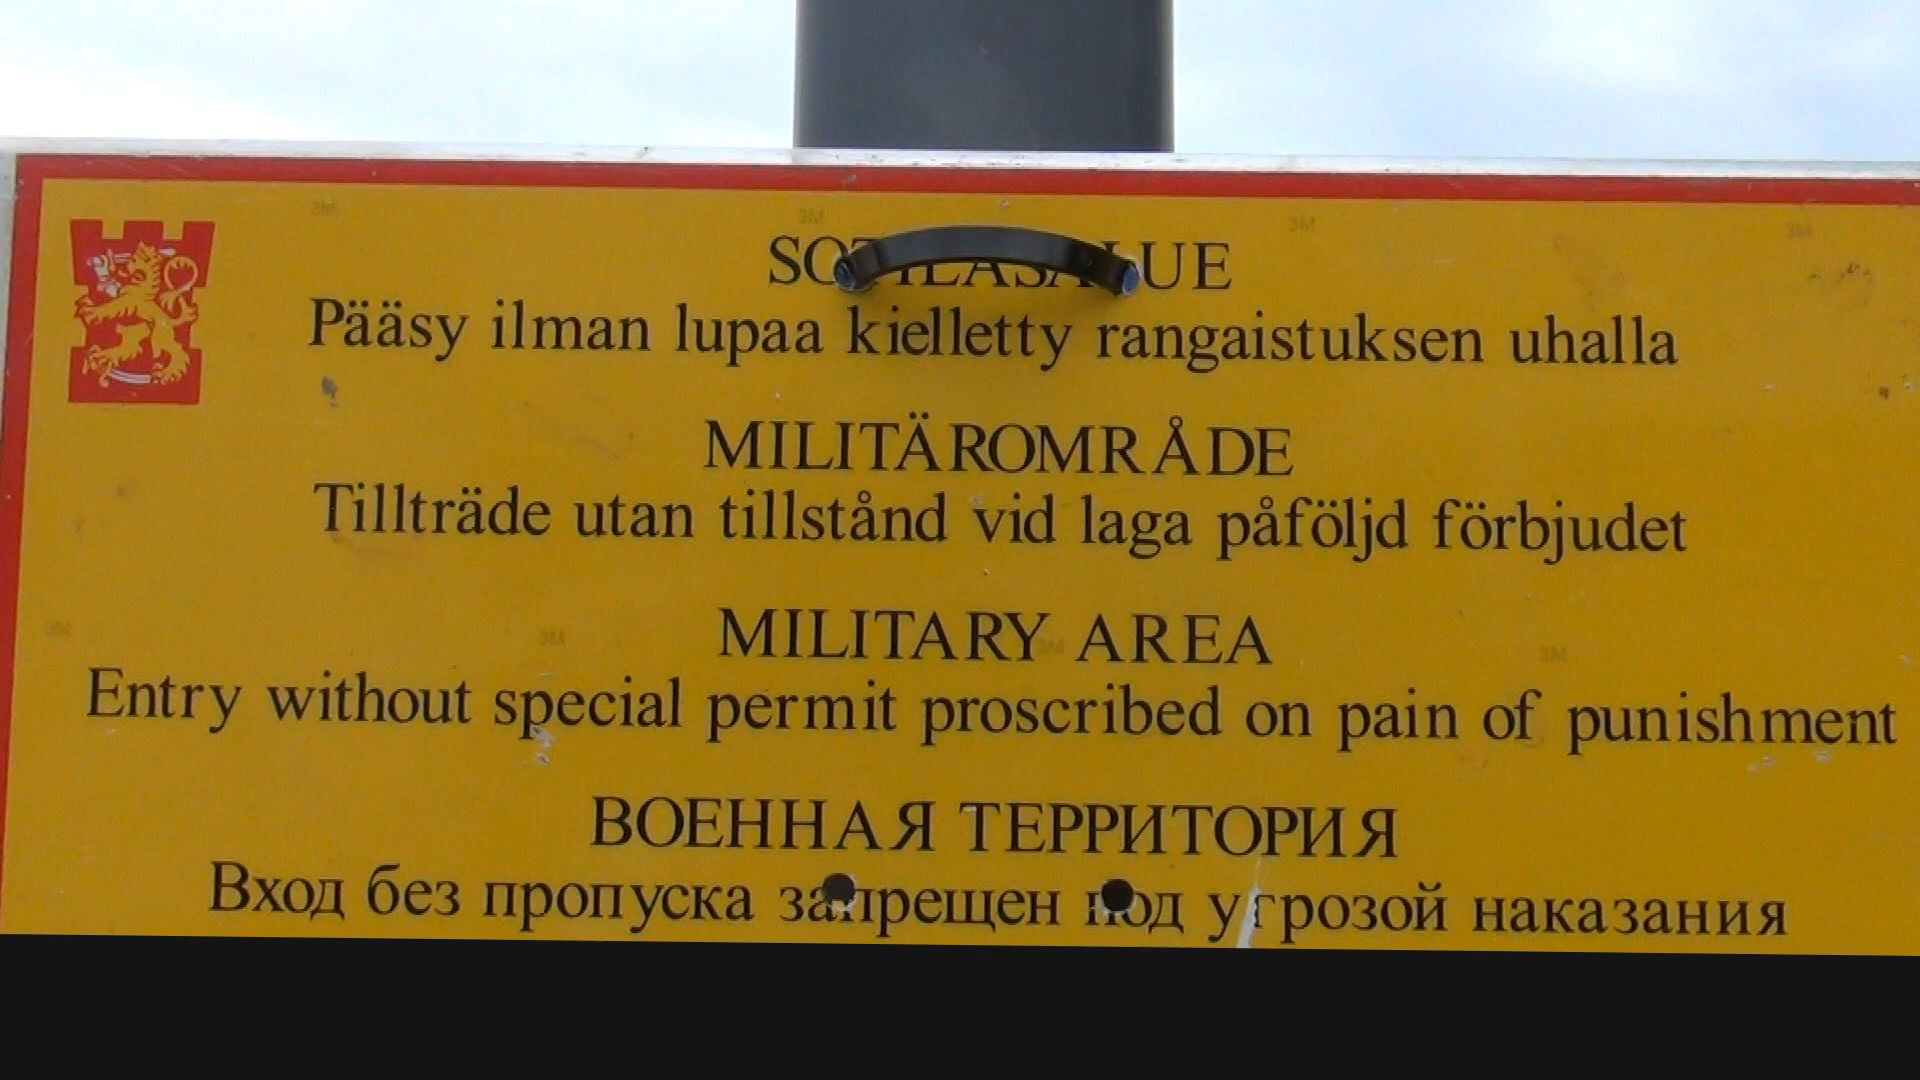 Pääsy ilman lupaa kielletty rangaistuksen uhalla
MILITÄROMRÅDE
Tillträde utan tillstånd vid laga påföljd förbjudet
MILITARY AREA
Entry without special permit proscribed on pain of punishment
ВОЕННАЯ ТЕРРИТОРИЯ
Вход без пропуска запрещен под угрозой наказания